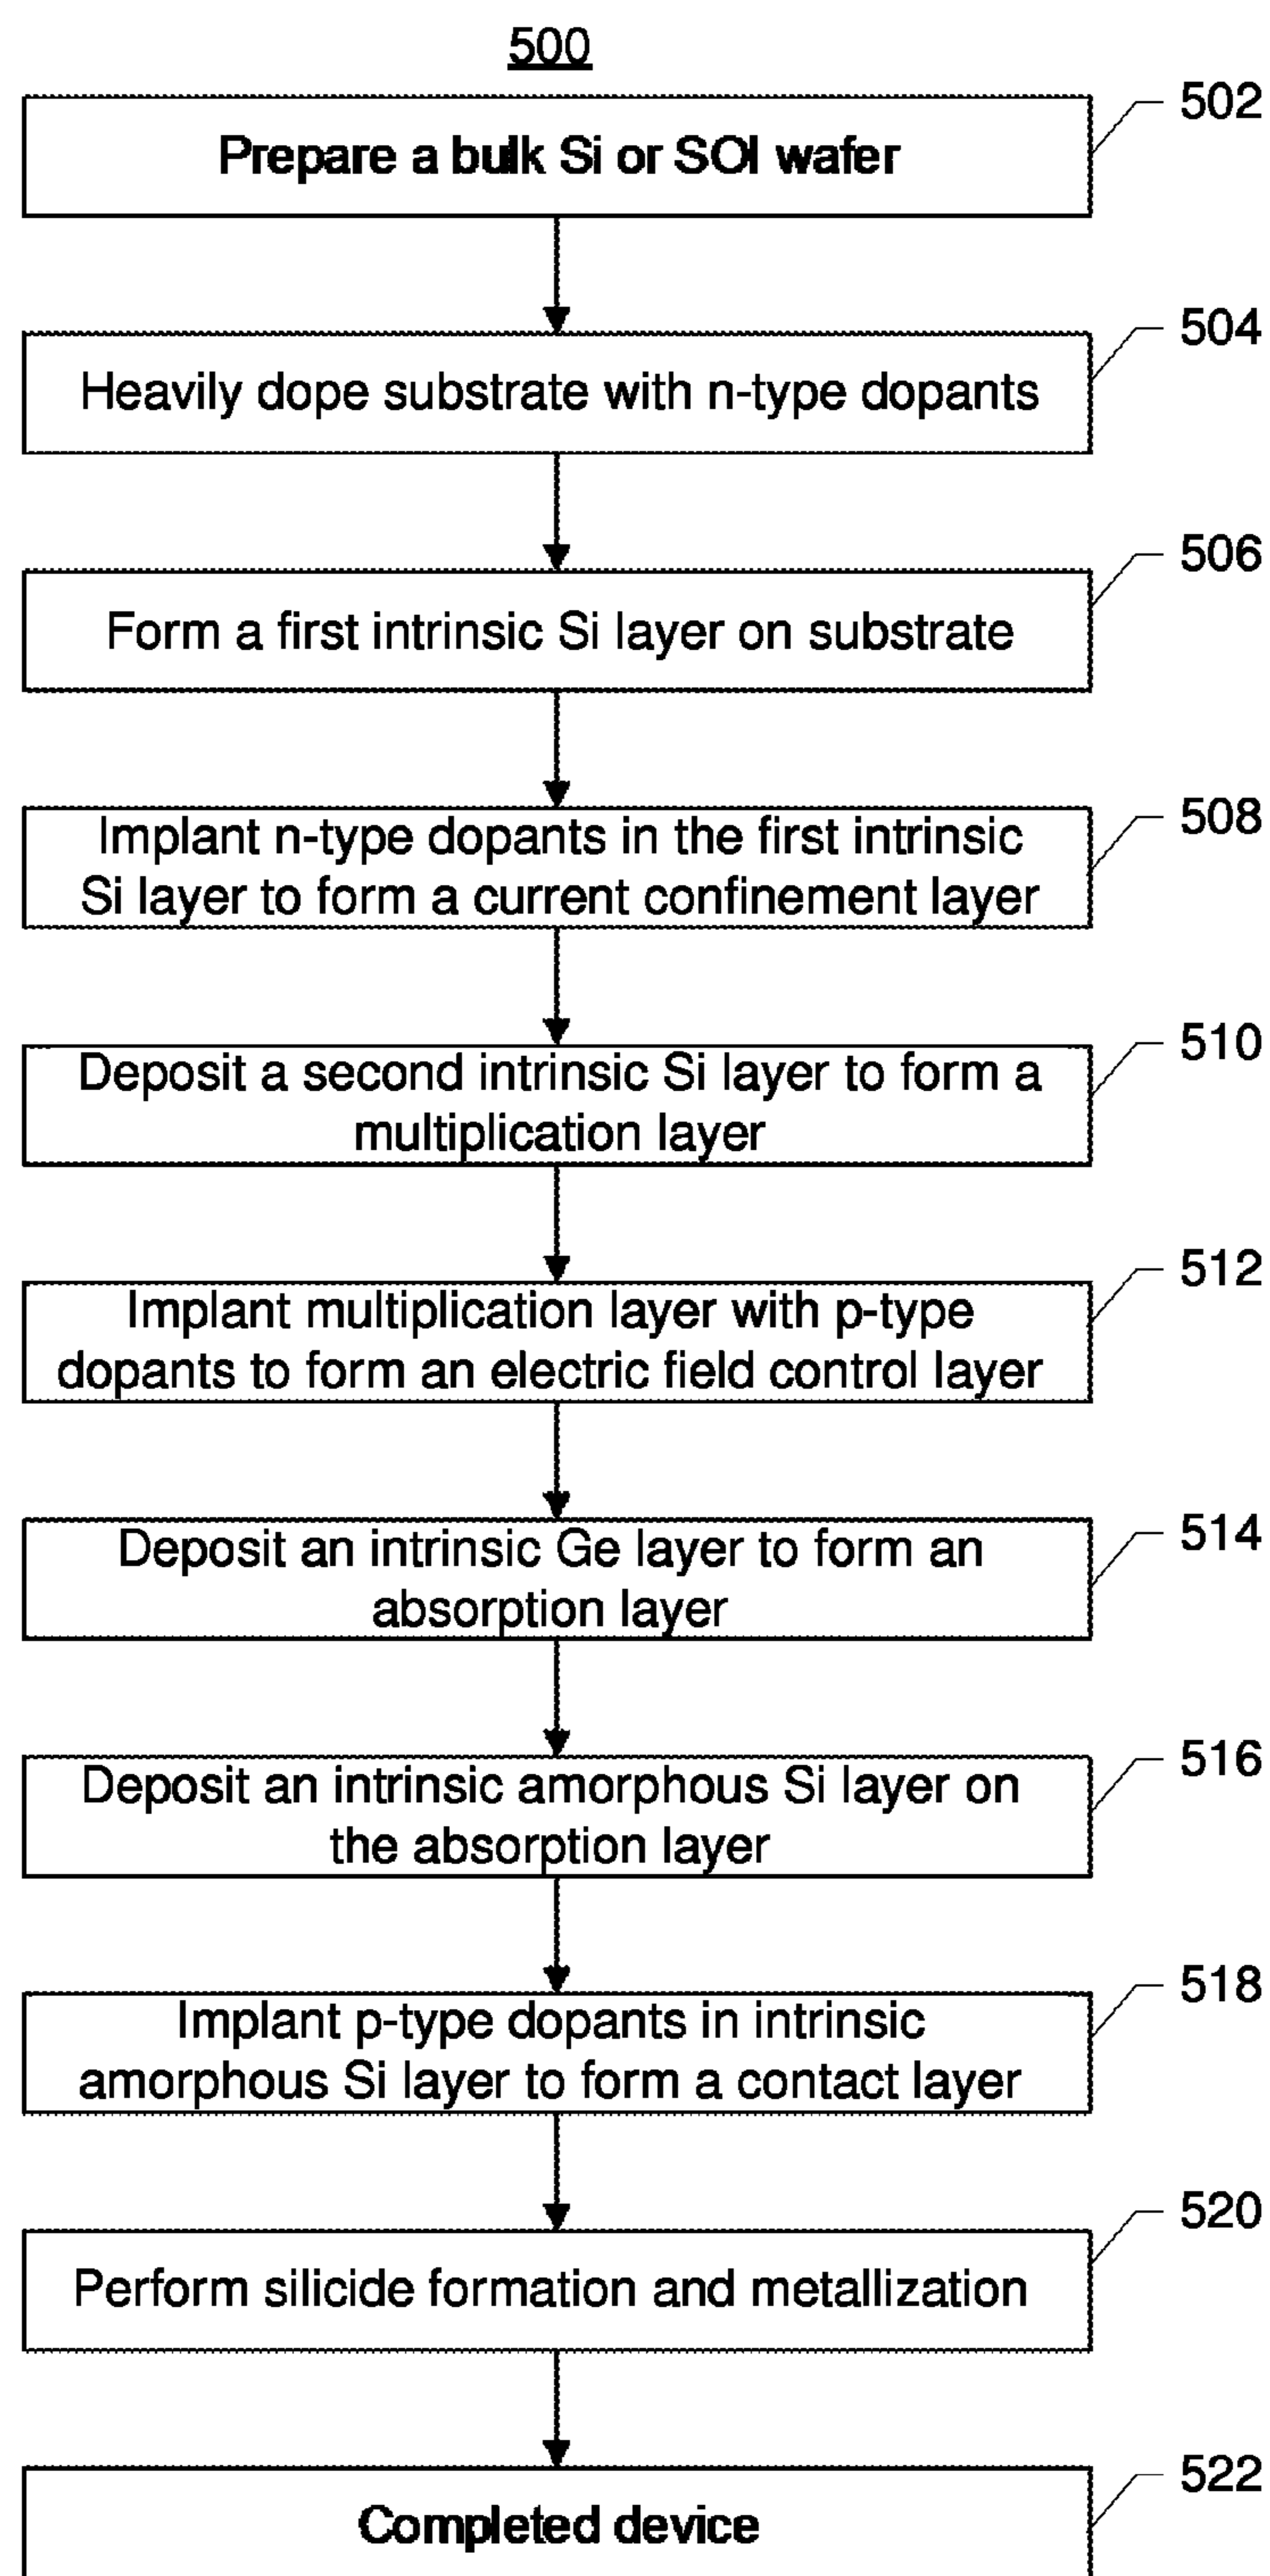 500
Prepare a bulk Si or SOI wafer
502
Heavily dope substrate with n-type dopants
504
Form a first intrinsic Si layer on substrate
506
Implant n-type dopants in the first intrinsic
Si layer to form a current confinement layer
508
Deposit a second intrinsic Si layer to form a
multiplication layer
510
Implant multiplication layer with p-type
dopants to form an electric field control layer
512
Deposit an intrinsic Ge layer to form an
absorption layer
514
Deposit an intrinsic amorphous Si layer on
the absorption layer
516
Implant p-type dopants in intrinsic
amorphous Si layer to form a contact layer
518
Perform silicide formation and metallization
520
Completed device
522